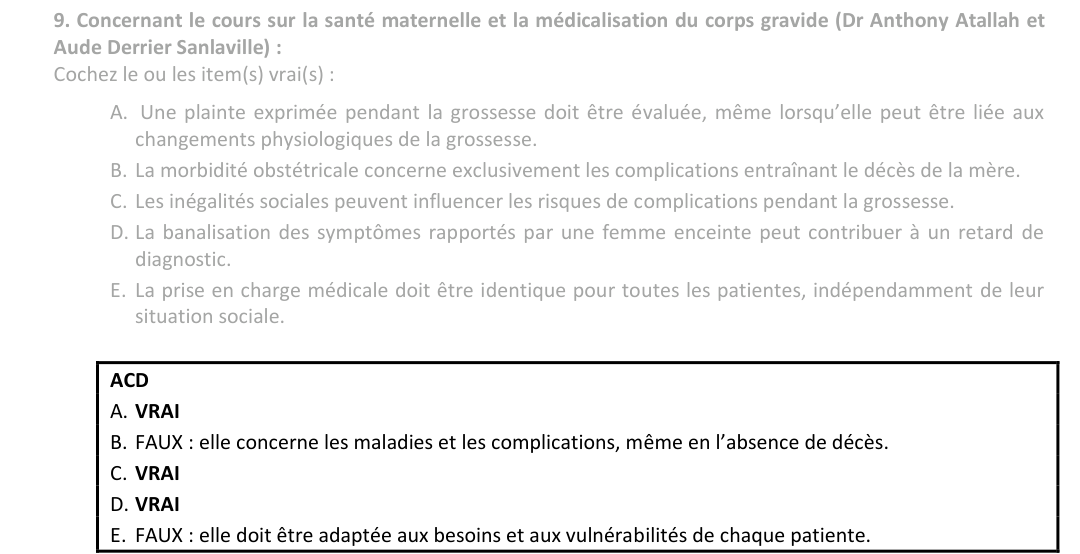 9. Concernant le cours sur la santé maternelle et la médicalisation du corps gravide (Dr Anthony Atallah et
Aude Derrier Sanlaville) :
Cochez le ou les item(s) vrai(s) :
A. Une plainte exprimée pendant la grossesse doit être évaluée, même lorsqu'elle peut être liée aux
changements physiologiques de la grossesse.
B. La morbidité obstétricale concerne exclusivement les complications entraînant le décès de la mère.
C. Les inégalités sociales peuvent influencer les risques de complications pendant la grossesse.
D. La banalisation des symptômes rapportés par une femme enceinte peut contribuer à un retard de
diagnostic.
E. La prise en charge médicale doit être identique pour toutes les patientes, indépendamment de leur
situation sociale.
ACD
A. VRAI
B. FAUX : elle concerne les maladies et les complications, même en l'absence de décès.
C. VRAI
D. VRAI
E. FAUX : elle doit être adaptée aux besoins et aux vulnérabilités de chaque patiente.